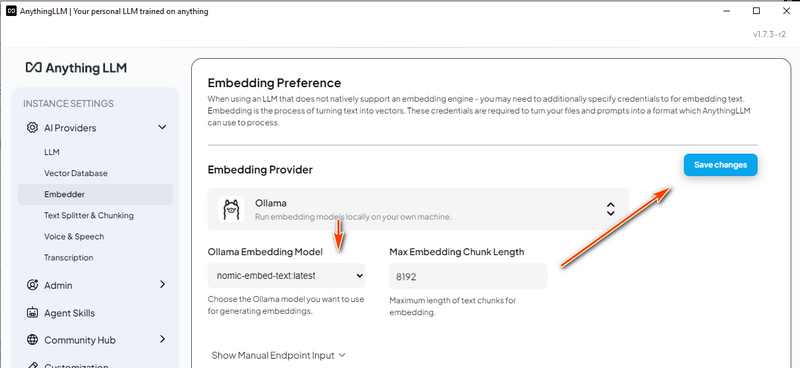 AnythingLLM | Your personal LLM trained on anything
v1.7.3-r2
Anything LLM
INSTANCE SETTINGS
AI Providers
LLM
Vector Database
Embedder
Text Splitter & Chunking
Voice & Speech
Transcription
Admin
Agent Skills
Community Hub
Customization
Embedding Preference
When using an LLM that does not natively support an embedding engine - you may need to additionally specify credentials to for embedding text.
Embedding is the process of turning text into vectors. These credentials are required to turn your files and prompts into a format which AnythingLLM
can use to process.
Save changes
Embedding Provider
Ollama
Run embedding models locally on your own machine.
Ollama Embedding Model
nomic-embed-text:latest
Choose the Ollama model you want to use
for generating embeddings.
Max Embedding Chunk Length
8192
Maximum length of text chunks for
embedding.
Show Manual Endpoint Input